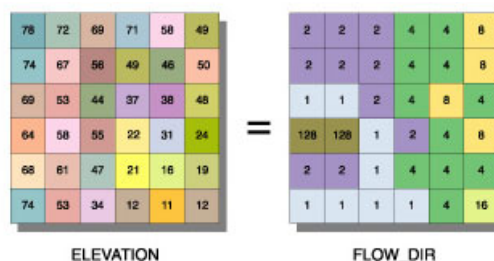 78 72 69 71 58 49 2 2 2 4 4 8
74 67 56 49 46 50 2 2 2 4 4 8
69 53 44 37 38 48 1 1 2 4 8 4
64 58 55 22 31 24 = 128 128 1 2 4 8
68 61 47 21 16 19 2 2 1 4 4 4
74 53 34 12 11 12 1 1 1 1 4 16
ELEVATION FLOW_DIR